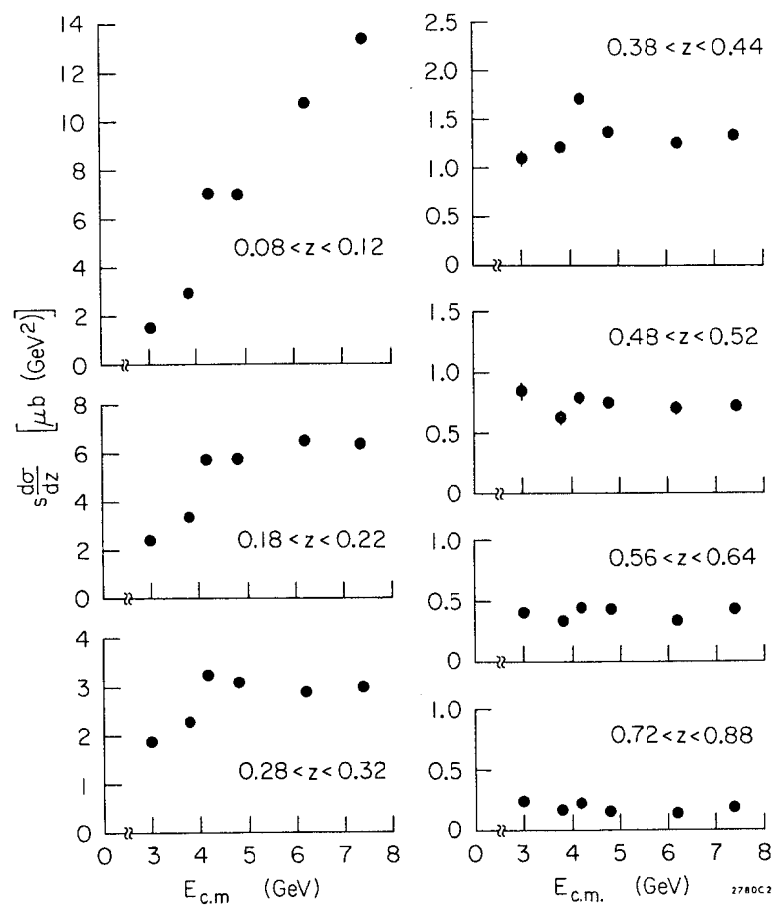 s dσ/dz [μb (GeV²)]
14
12
10
8
6
4
2
0
0.08 < z < 0.12
8
6
4
2
0
0.18 < z < 0.22
4
3
2
1
0
0.28 < z < 0.32
0 3 4 5 6 7 8
E c.m (GeV)
2.5
2.0
1.5
1.0
0.5
0
0.38 < z < 0.44
1.5
1.0
0.5
0
0.48 < z < 0.52
1.0
0.5
0
0.56 < z < 0.64
1.0
0.5
0
0.72 < z < 0.88
0 3 4 5 6 7 8
E c.m. (GeV)
2780C2